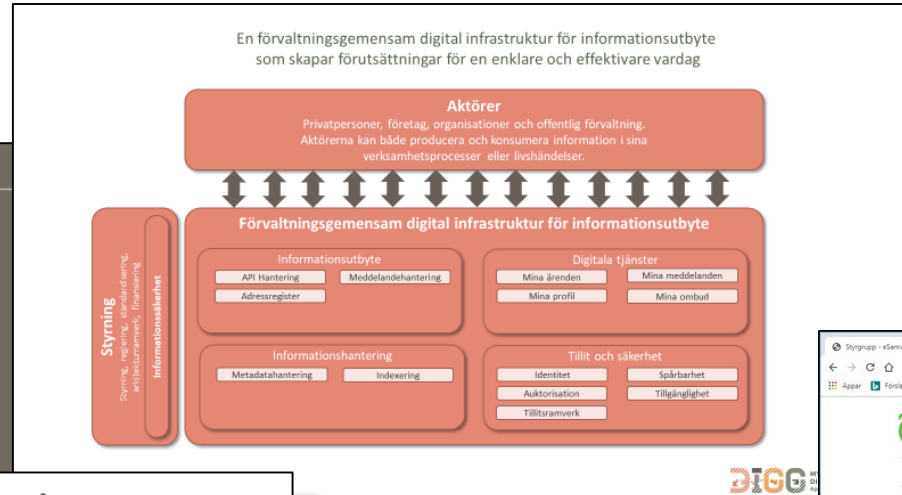 En förvaltningsgemensam digital infrastruktur för informationsutbyte
som skapar förutsättningar för en enklare och effektivare vardag
Aktörer
Privatpersoner, företag, organisationer och offentlig förvaltning.
Aktörerna kan både producera och konsumera information i sina
verksamhetsprocesser eller livshändelser.
Styrning
Styrning, reglering, standardisering,
arkitekturramverk, finansiering
Informationssäkerhet
Förvaltningsgemensam digital infrastruktur för informationsutbyte
Informationsutbyte
API Hantering
Meddelandehantering
Adressregister
Digitala tjänster
Mina ärenden
Mina meddelanden
Mina profil
Mina ombud
Informationshantering
Metadatahantering
Indexering
Tillit och säkerhet
Identitet
Spårbarhet
Auktorisation
Tillgänglighet
Tillitsramverk
DIGG
Styrgrupp - eSamv
Appar